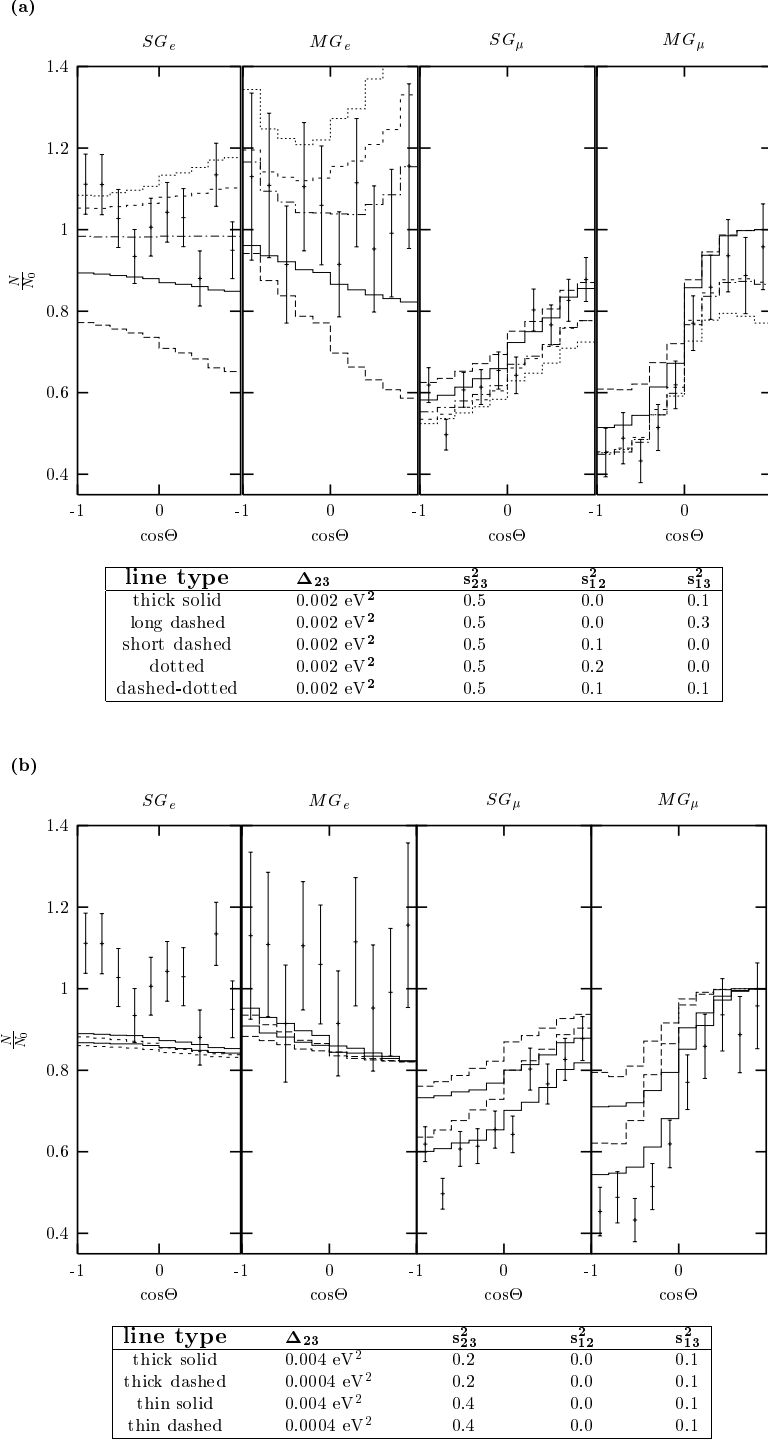 (a)
SG_e MG_e SG_μ MG_μ
1.4
1.2
1
0.8
0.6
0.4
N/N_0
-1 0 -1 0 -1 0 -1 0
cosΘ cosΘ cosΘ cosΘ
line type Δ_23 s²_23 s²_12 s²_13
thick solid 0.002 eV² 0.5 0.0 0.1
long dashed 0.002 eV² 0.5 0.0 0.3
short dashed 0.002 eV² 0.5 0.1 0.0
dotted 0.002 eV² 0.5 0.2 0.0
dashed-dotted 0.002 eV² 0.5 0.1 0.1
(b)
SG_e MG_e SG_μ MG_μ
1.4
1.2
1
0.8
0.6
0.4
N/N_0
-1 0 -1 0 -1 0 -1 0
cosΘ cosΘ cosΘ cosΘ
line type Δ_23 s²_23 s²_12 s²_13
thick solid 0.004 eV² 0.2 0.0 0.1
thick dashed 0.0004 eV² 0.2 0.0 0.1
thin solid 0.004 eV² 0.4 0.0 0.1
thin dashed 0.0004 eV² 0.4 0.0 0.1